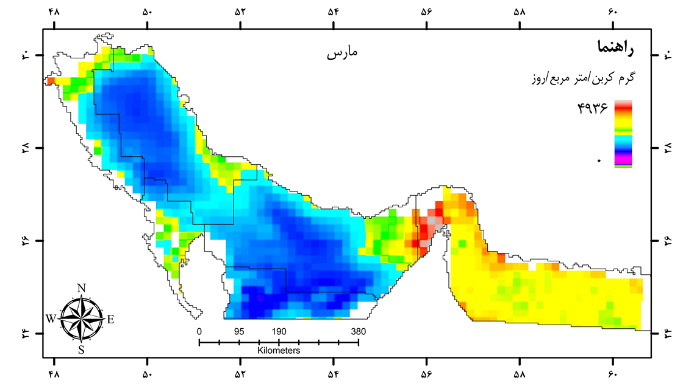 ۴۸ ۵۰ ۵۲ ۵۴ ۵۶ ۵۸ ۶۰
مارس
راهنما
گرم کربن/متر مربع/روز
۴۹۳۶
۰
۳۰ ۳۰
۲۸ ۲۸
۲۶ ۲۶
۲۴ ۲۴
N
W E
S
0 95 190 380
Kilometers
۴۸ ۵۰ ۵۲ ۵۴ ۵۶ ۵۸ ۶۰